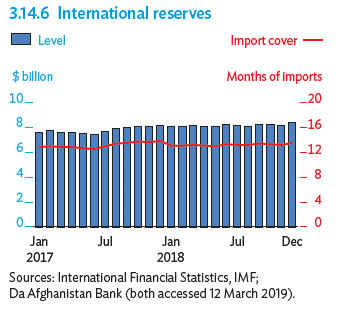 3.14.6 International reserves
Level Import cover
$ billion Months of imports
10 20
8 16
6 12
4 8
2 4
0 0
Jan Jul Jan Jul Dec
2017 2018
Sources: International Financial Statistics, IMF;
Da Afghanistan Bank (both accessed 12 March 2019).